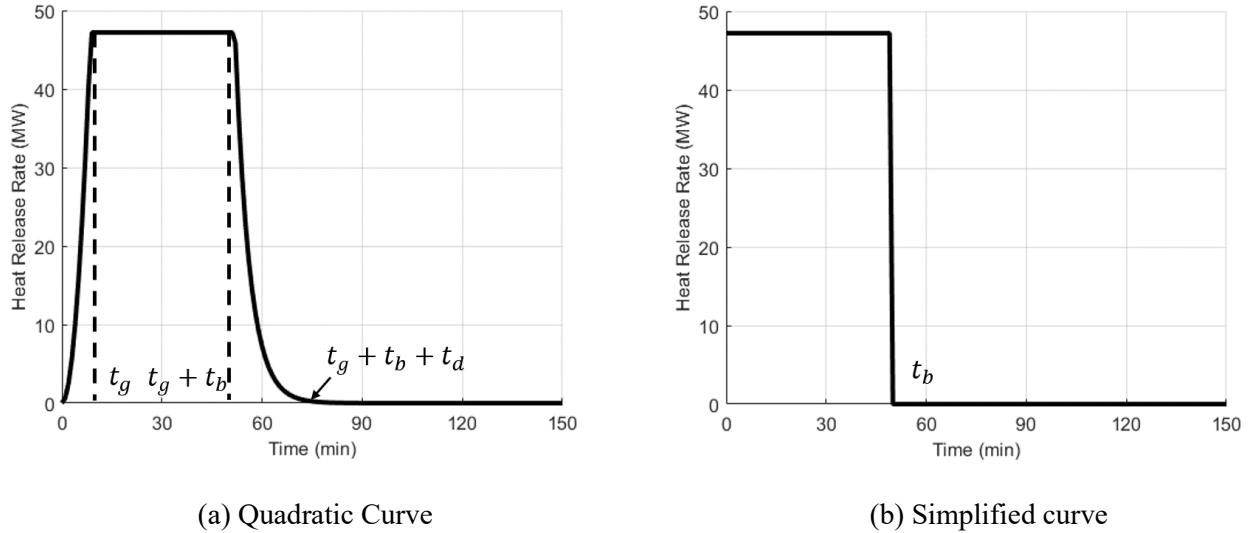 50
40
30
20
10
0
Heat Release Rate (MW)
t_g  t_g + t_b
t_g + t_b + t_d
0 30 60 90 120 150
Time (min)
(a) Quadratic Curve
50
40
30
20
10
0
Heat Release Rate (MW)
t_b
0 30 60 90 120 150
Time (min)
(b) Simplified curve